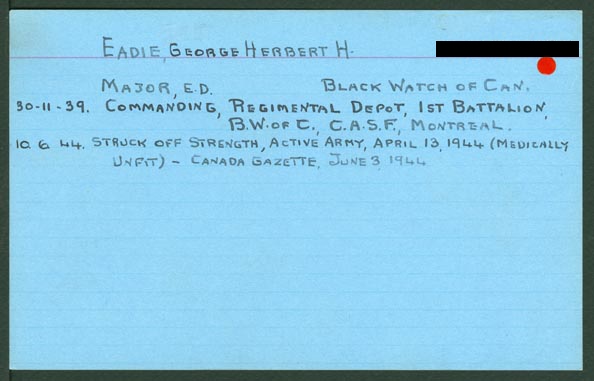 EADIE, GEORGE HERBERT H.
MAJOR, E.D. BLACK WATCH OF CAN.
30-11-39. COMMANDING, REGIMENTAL DEPOT, 1ST BATTALION,
B.W. OF C., C.A.S.F., MONTREAL.
10.6.44. STRUCK OFF STRENGTH, ACTIVE ARMY, APRIL 13, 1944 (MEDICALLY
UNFIT) - CANADA GAZETTE, JUNE 3, 1944